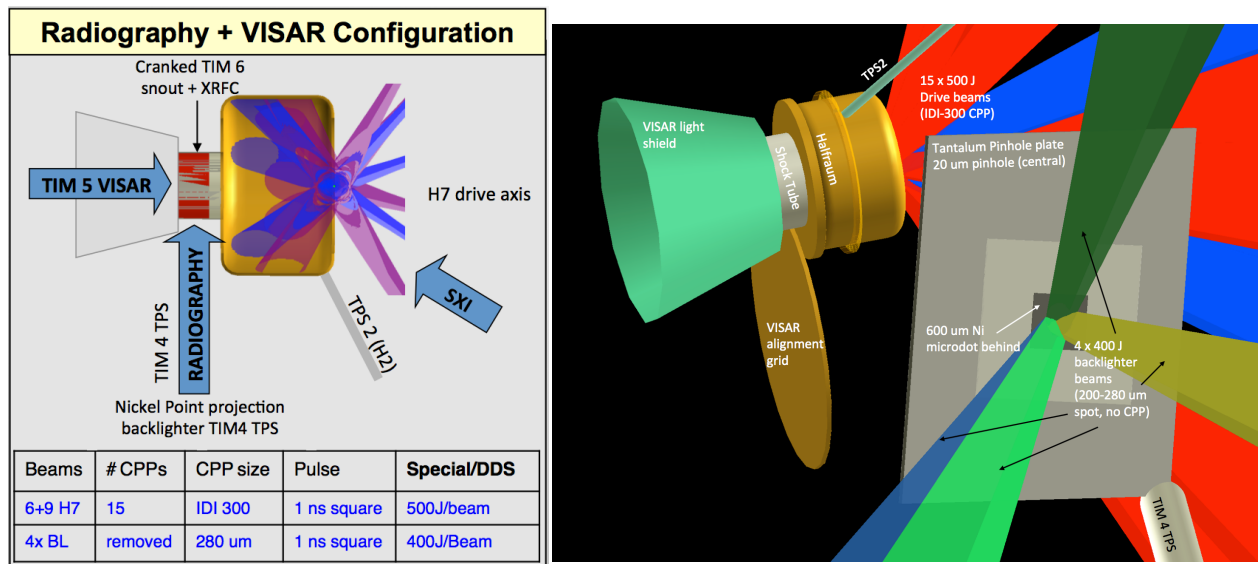 Radiography + VISAR Configuration
Cranked TIM 6
snout + XRFC
TIM 5 VISAR
H7 drive axis
RADIOGRAPHY
TIM 4 TPS
SXI
TPS 2 (H2)
Nickel Point projection
backlighter TIM4 TPS
Beams # CPPs CPP size Pulse Special/DDS
6+9 H7 15 IDI 300 1 ns square 500J/beam
4x BL removed 280 um 1 ns square 400J/Beam
TPS2
15 x 500 J
Drive beams
(IDI-300 CPP)
VISAR light
shield
Shock Tube
Halfraum
Tantalum Pinhole plate
20 um pinhole (central)
VISAR
alignment
grid
600 um Ni
microdot behind
4 x 400 J
backlighter
beams
(200-280 um
spot, no CPP)
TIM 4 TPS